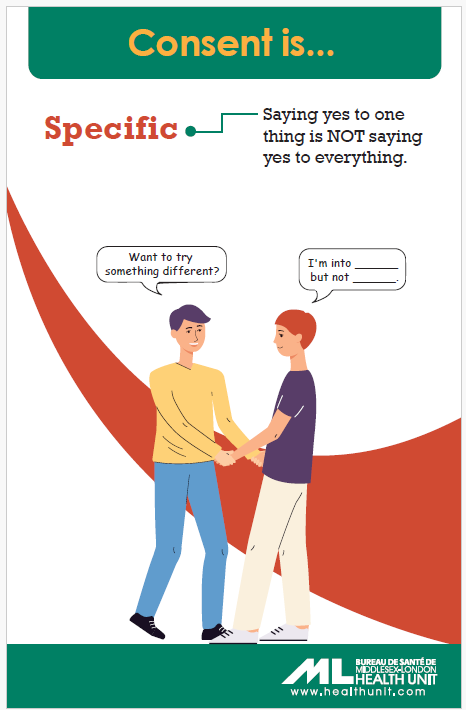 Consent is...
Specific
Saying yes to one
thing is NOT saying
yes to everything.
Want to try
something different?
I'm into _______
but not _______.
ML
BUREAU DE SANTÉ DE
MIDDLESEX-LONDON
HEALTH UNIT
www.healthunit.com